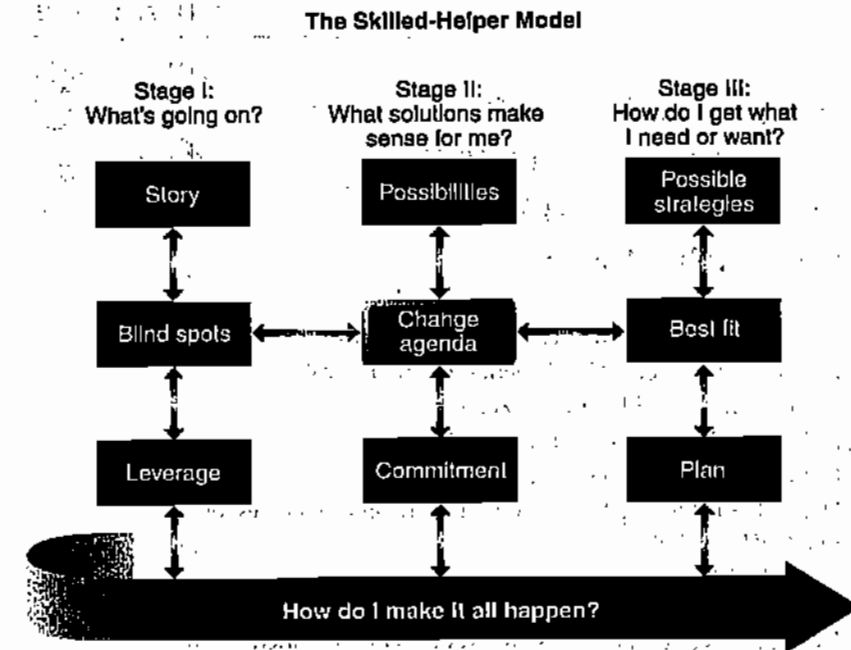 The Skilled-Helper Model
Stage I:
What's going on?
Stage II:
What solutions make
sense for me?
Stage III:
How do I get what
I need or want?
Story
Possibilities
Possible
strategies
Blind spots
Change
agenda
Best fit
Leverage
Commitment
Plan
How do I make it all happen?